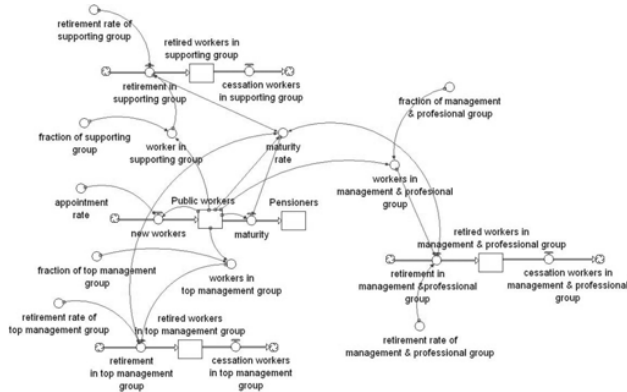 retirement rate of
supporting group
retired workers in
supporting group
retirement in
supporting group
cessation workers
in supporting group
fraction of management
& profesional group
fraction of supporting
group
worker in
supporting group
maturity
rate
workers in
management & profesional
group
appointment
rate
Public workers
Pensioners
new workers
maturity
retired workers in
management & professional group
fraction of top management
group
workers in
top management group
retirement in
management &professional
group
cessation workers in
management & professional
group
retirement rate of
top management group
retired workers
in top management group
retirement
in top management
group
cessation workers
in top management
group
retirement rate of
management & professional
group